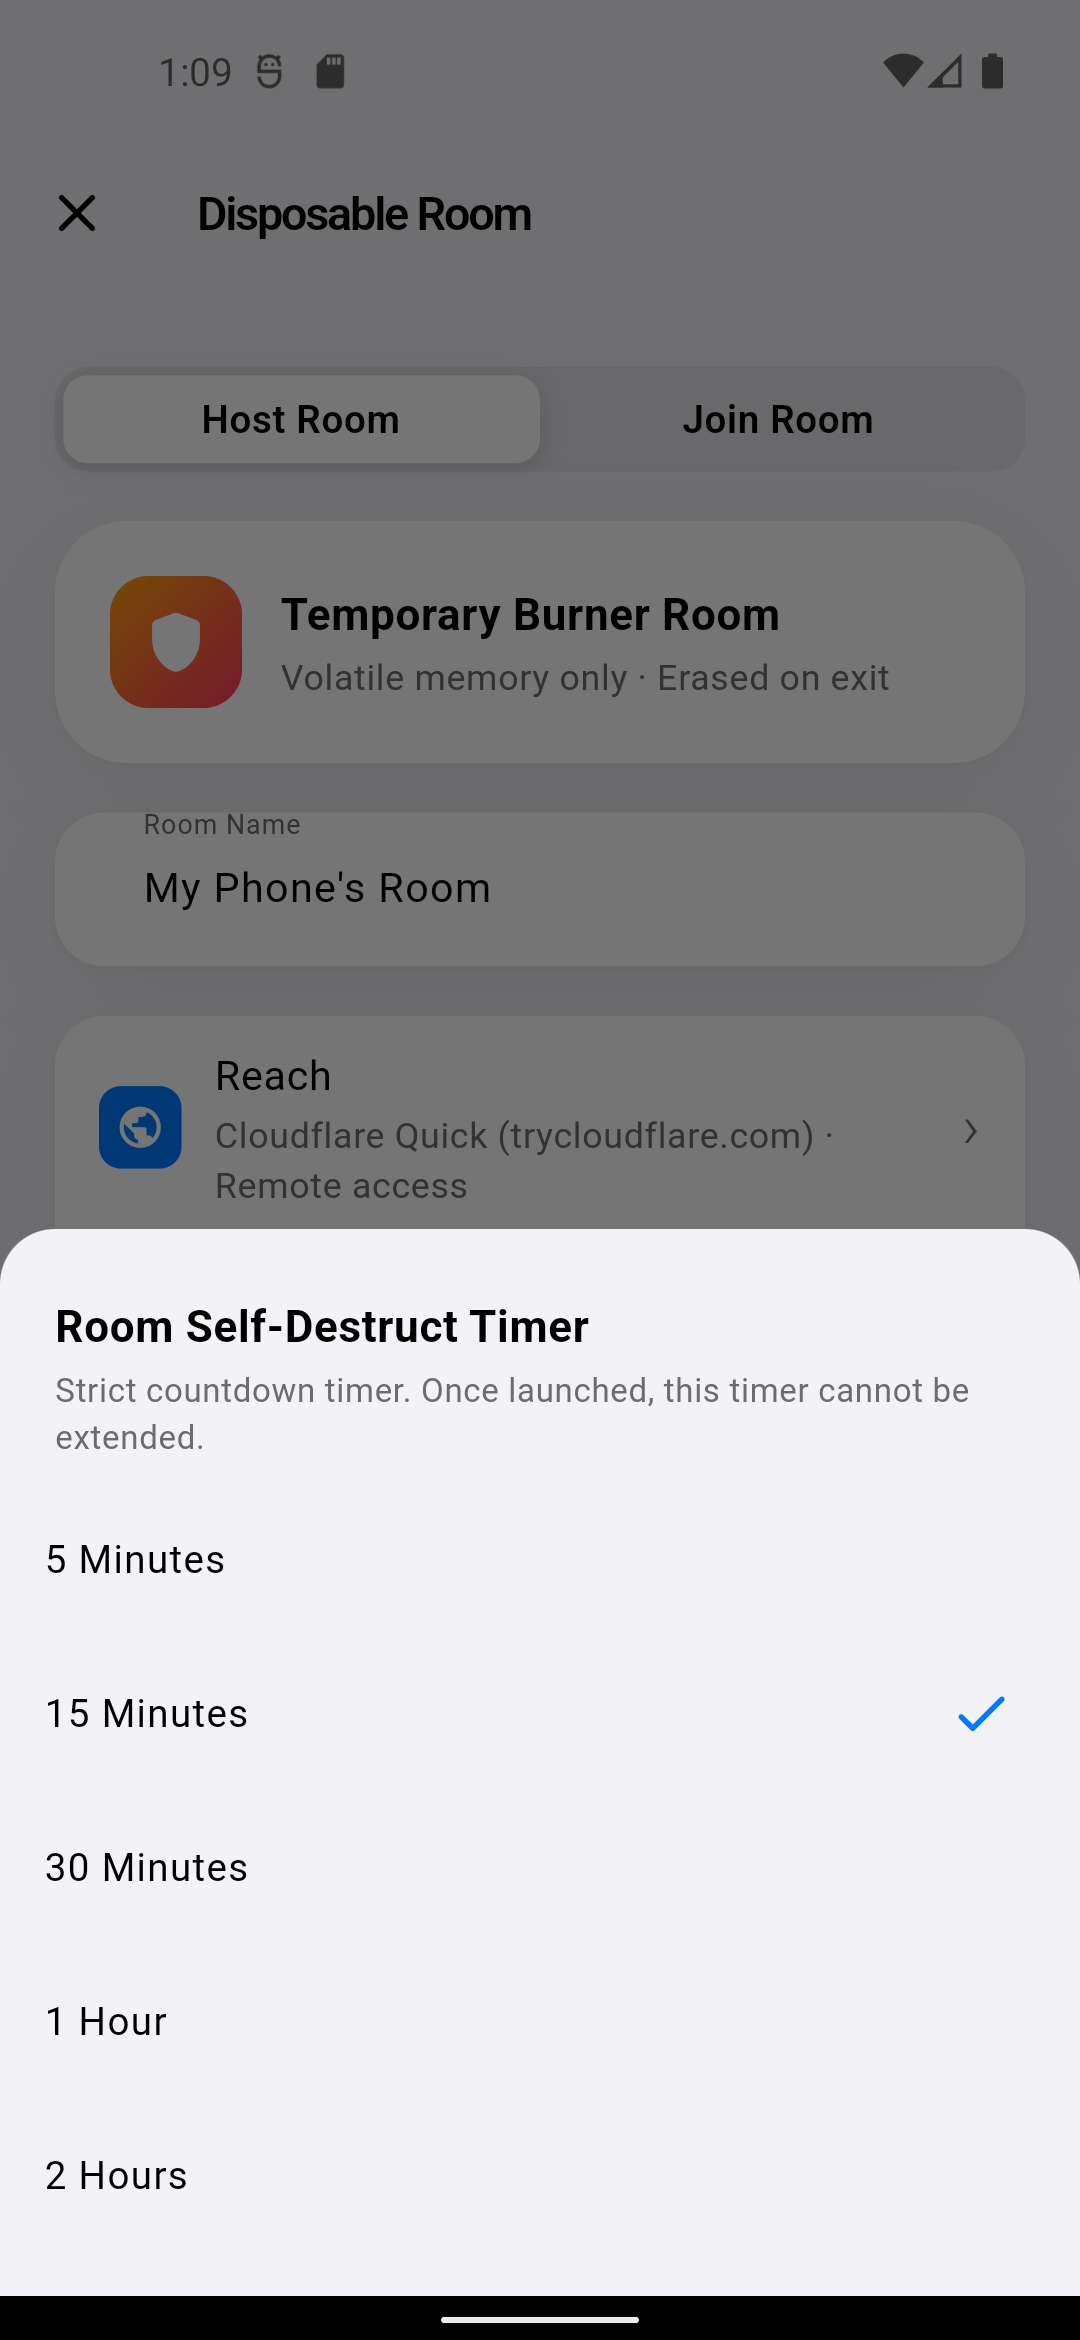 1:09
Disposable Room
Host Room
Join Room
Temporary Burner Room
Volatile memory only · Erased on exit
Room Name
My Phone's Room
Reach
Cloudflare Quick (trycloudflare.com) ·
Remote access
Room Self-Destruct Timer
Strict countdown timer. Once launched, this timer cannot be
extended.
5 Minutes
15 Minutes
30 Minutes
1 Hour
2 Hours